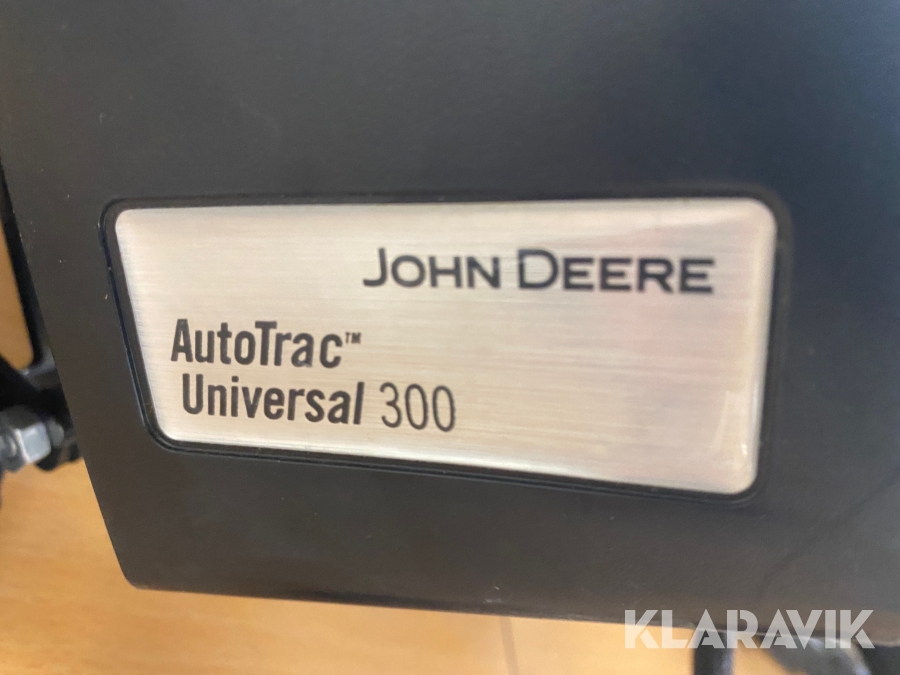 JOHN DEERE
AutoTrac™
Universal 300
KLARAVIK